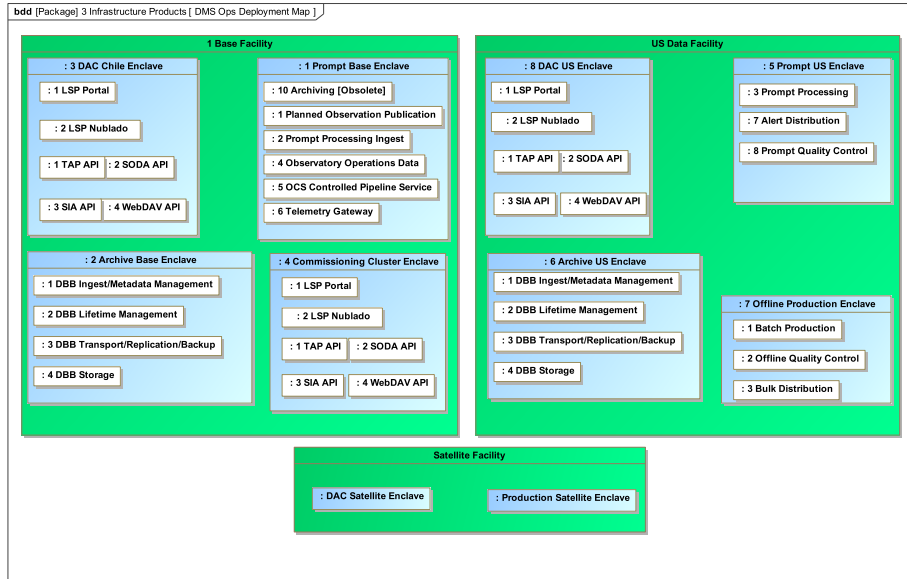 bdd [Package] 3 Infrastructure Products [ DMS Ops Deployment Map ]
1 Base Facility
: 3 DAC Chile Enclave
: 1 LSP Portal
: 2 LSP Nublado
: 1 TAP API : 2 SODA API
: 3 SIA API : 4 WebDAV API
: 1 Prompt Base Enclave
: 10 Archiving [Obsolete]
: 1 Planned Observation Publication
: 2 Prompt Processing Ingest
: 4 Observatory Operations Data
: 5 OCS Controlled Pipeline Service
: 6 Telemetry Gateway
: 2 Archive Base Enclave
: 1 DBB Ingest/Metadata Management
: 2 DBB Lifetime Management
: 3 DBB Transport/Replication/Backup
: 4 DBB Storage
: 4 Commissioning Cluster Enclave
: 1 LSP Portal
: 2 LSP Nublado
: 1 TAP API : 2 SODA API
: 3 SIA API : 4 WebDAV API
US Data Facility
: 8 DAC US Enclave
: 1 LSP Portal
: 2 LSP Nublado
: 1 TAP API : 2 SODA API
: 3 SIA API : 4 WebDAV API
: 5 Prompt US Enclave
: 3 Prompt Processing
: 7 Alert Distribution
: 8 Prompt Quality Control
: 6 Archive US Enclave
: 1 DBB Ingest/Metadata Management
: 2 DBB Lifetime Management
: 3 DBB Transport/Replication/Backup
: 4 DBB Storage
: 7 Offline Production Enclave
: 1 Batch Production
: 2 Offline Quality Control
: 3 Bulk Distribution
Satellite Facility
: DAC Satellite Enclave
: Production Satellite Enclave